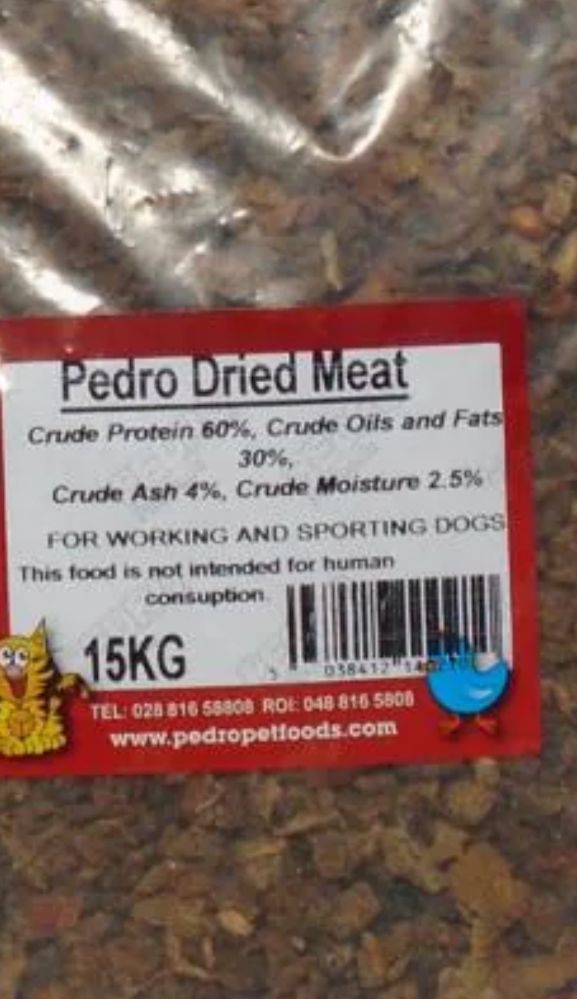 Pedro Dried Meat
Crude Protein 60%, Crude Oils and Fats
30%,
Crude Ash 4%, Crude Moisture 2.5%
FOR WORKING AND SPORTING DOGS
This food is not intended for human
consuption.
15KG
5 038412
TEL: 028 816 58808 ROI: 048 816 5808
www.pedropetfoods.com